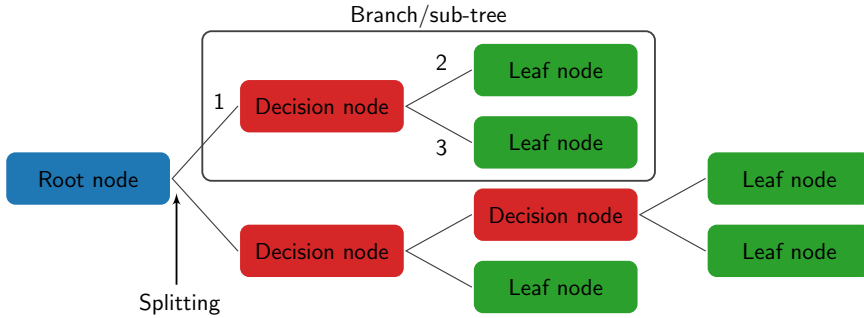 Branch/sub-tree
2
Leaf node
1
Decision node
3
Leaf node
Root node
Leaf node
Decision node
Decision node
Leaf node
Leaf node
Splitting